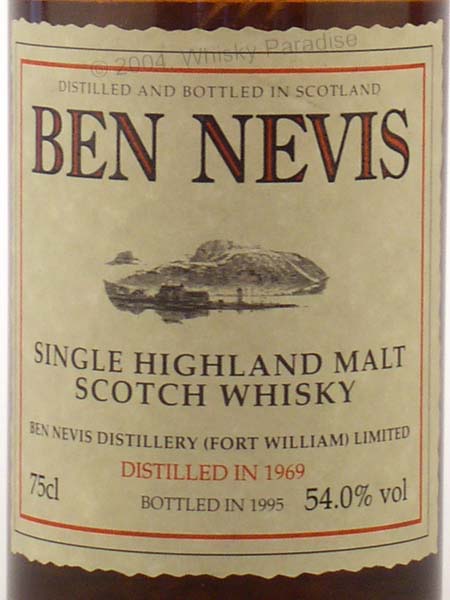 © 2004, Whisky Paradise
DISTILLED AND BOTTLED IN SCOTLAND
BEN NEVIS
SINGLE HIGHLAND MALT
SCOTCH WHISKY
BEN NEVIS DISTILLERY (FORT WILLIAM) LIMITED
DISTILLED IN 1969
75cl BOTTLED IN 1995 54.0% vol